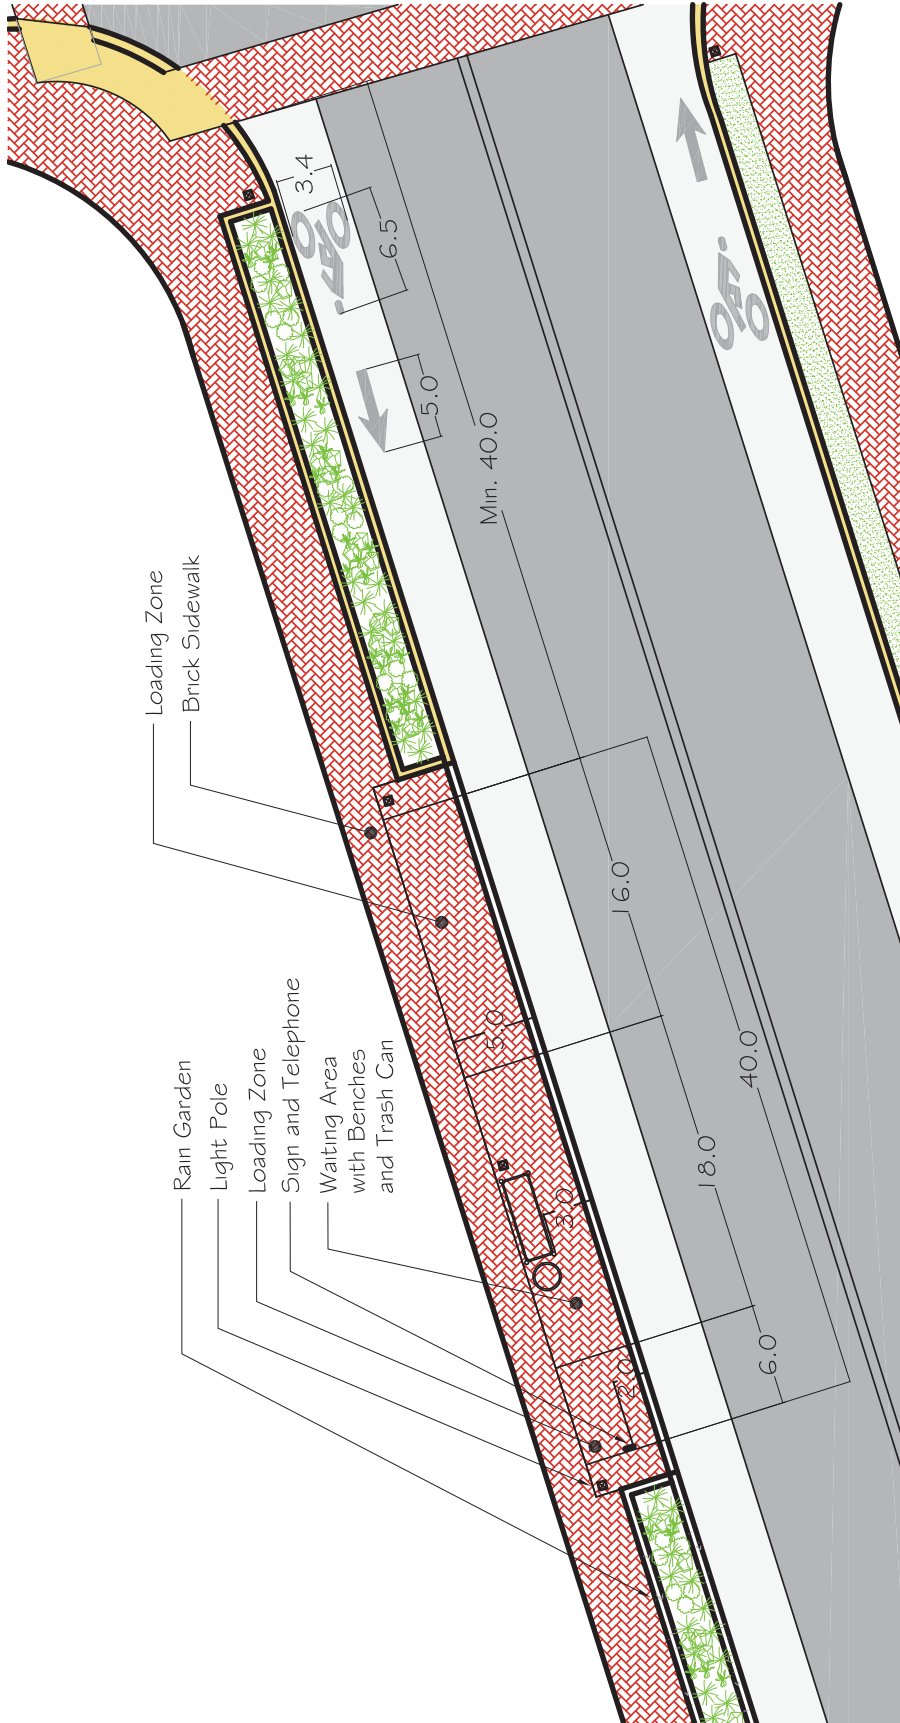 Loading Zone
Brick Sidewalk
Rain Garden
Light Pole
Loading Zone
Sign and Telephone
Waiting Area
with Benches
and Trash Can
3.4
6.5
5.0
Min. 40.0
16.0
5.0
40.0
18.0
3.0
6.0
2.0